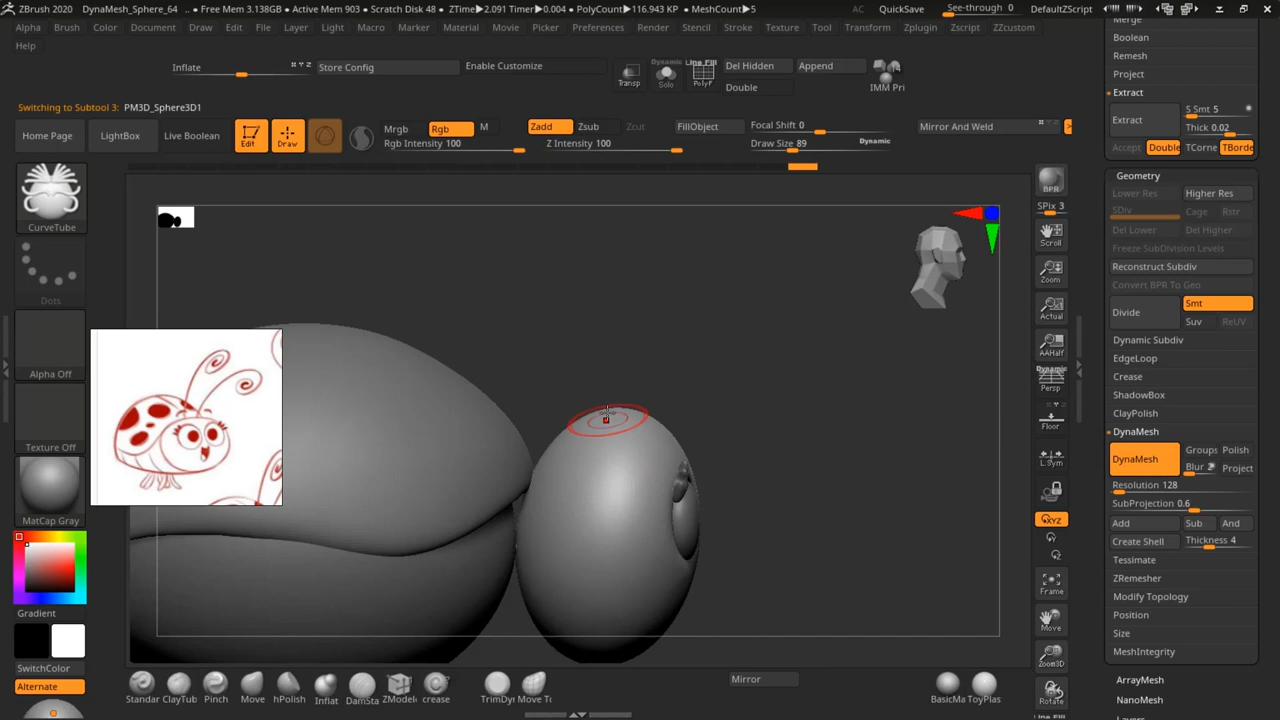 ZBrush 2020 DynaMesh_Sphere_64 ● Free Mem 3.138GB ● Active Mem 903 ● Scratch Disk 48 ● ZTime▸2.091 Timer▸0.004 ● PolyCount▸116.943 KP ● MeshCount▸5 AC QuickSave See-through 0 DefaultZScript
Alpha Brush Color Document Draw Edit File Layer Light Macro Marker Material Movie Picker Preferences Render Stencil Stroke Texture Tool Transform Zplugin Zscript ZZcustom
Help
Inflate Store Config Enable Customize
Transp
Dynamic
Solo
Line Fill
PolyF
Del Hidden Append
Double
IMM Pri
Switching to Subtool 3: PM3D_Sphere3D1
Home Page LightBox Live Boolean
Edit Draw
Mrgb Rgb M
Rgb Intensity 100
Zadd Zsub Zcut
Z Intensity 100
FillObject
Focal Shift 0
Draw Size 89 Dynamic
Mirror And Weld
CurveTube
Dots
Alpha Off
Texture Off
MatCap Gray
Gradient
SwitchColor
Alternate
BPR
SPix 3
Scroll
Zoom
Actual
AAHalf
Dynamic
Persp
Floor
L.Sym
XYZ
Frame
Move
Zoom3D
Rotate
Line Fill
Merge
Boolean
Remesh
Project
Extract
Extract S Smt 5
Thick 0.02
Accept Double TCorne TBorde
Geometry
Lower Res Higher Res
SDiv Cage Rstr
Del Lower Del Higher
Freeze SubDivision Levels
Reconstruct Subdiv
Convert BPR To Geo
Divide Smt
Suv ReUV
Dynamic Subdiv
EdgeLoop
Crease
ShadowBox
ClayPolish
DynaMesh
DynaMesh Groups Polish
Blur 2 Project
Resolution 128
SubProjection 0.6
Add Sub And
Create Shell Thickness 4
Tessimate
ZRemesher
Modify Topology
Position
Size
MeshIntegrity
ArrayMesh
NanoMesh
Layers
Standar ClayTub Pinch Move hPolish Inflat DamSta ZModel crease TrimDy Move T Mirror BasicMa ToyPlas